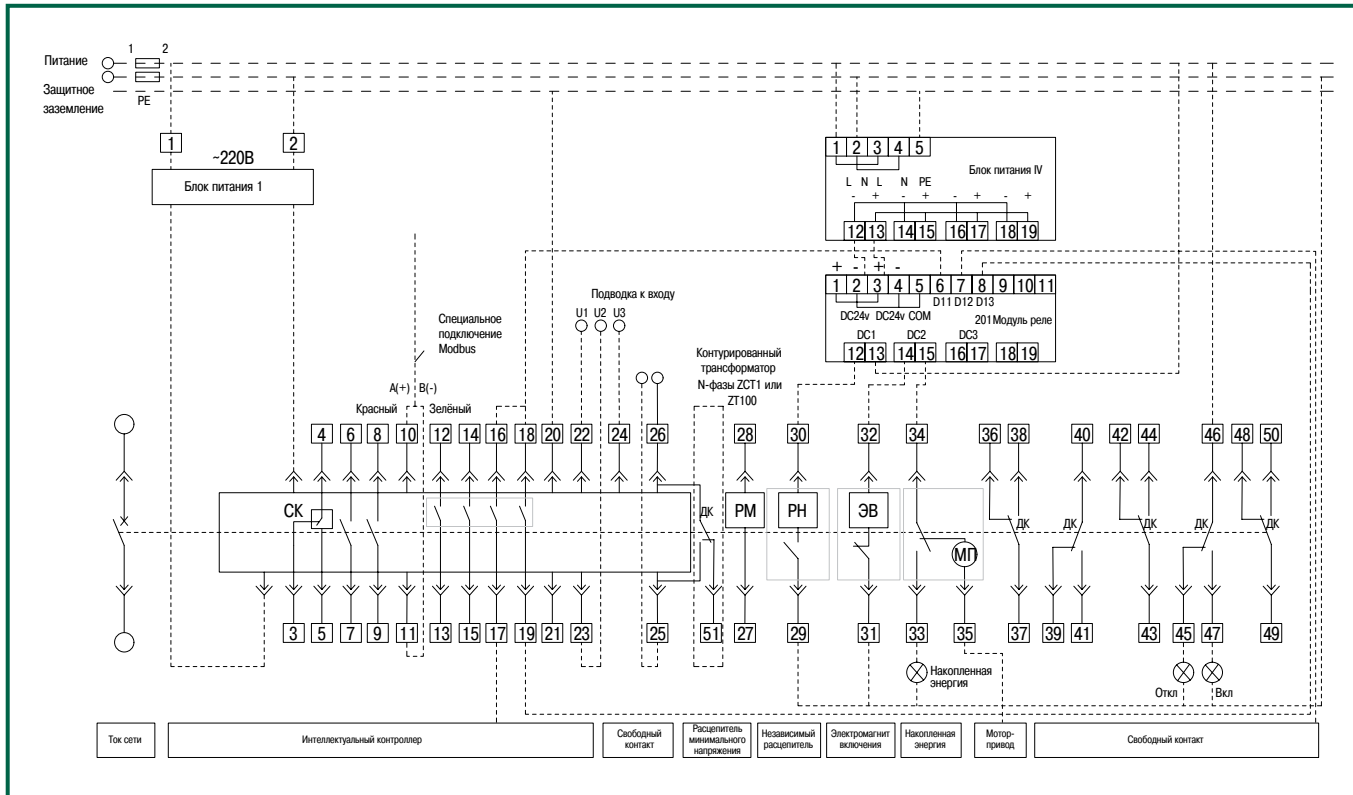 1 2
Питание
Защитное
заземление
PE
1 2
~220В
Блок питания 1
1 2 3 4 5
Блок питания IV
L N L N PE
- + - + - + - +
12 13 14 15 16 17 18 19
+ - + -
1 2 3 4 5 6 7 8 9 10 11
D11 D12 D13
DC24v DC24v COM
201 Модуль реле
DC1 DC2 DC3
12 13 14 15 16 17 18 19
Подводка к входу
U1 U2 U3
Специальное
подключение
Modbus
Контурированный
трансформатор
N-фазы ZCT1 или
ZT100
A(+) B(-)
Красный Зелёный
4 6 8 10 12 14 16 18 20 22 24 26 28 30 32 34 36 38 40 42 44 46 48 50
СК
ДК
РМ
РН
ЭВ
МП
ДК
ДК
ДК
ДК
ДК
3 5 7 9 11 13 15 17 19 21 23 25 51 27 29 31 33 35 37 39 41 43 45 47 49
Накопленная
энергия
Откл
Вкл
Ток сети
Интеллектуальный контроллер
Свободный
контакт
Расцепитель
минимального
напряжения
Независимый
расцепитель
Электромагнит
включения
Накопленная
энергия
Мотор-
привод
Свободный контакт